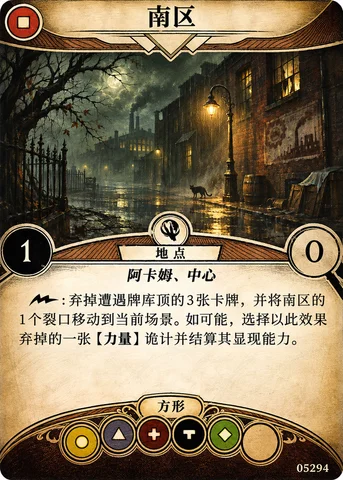 南区
1
地点
0
阿卡姆、中心
：弃掉遭遇牌库顶的3张卡牌，并将南区的
1个裂口移动到当前场景。如可能，选择以此效果
弃掉的一张【力量】诡计并结算其显现能力。
方形
05294